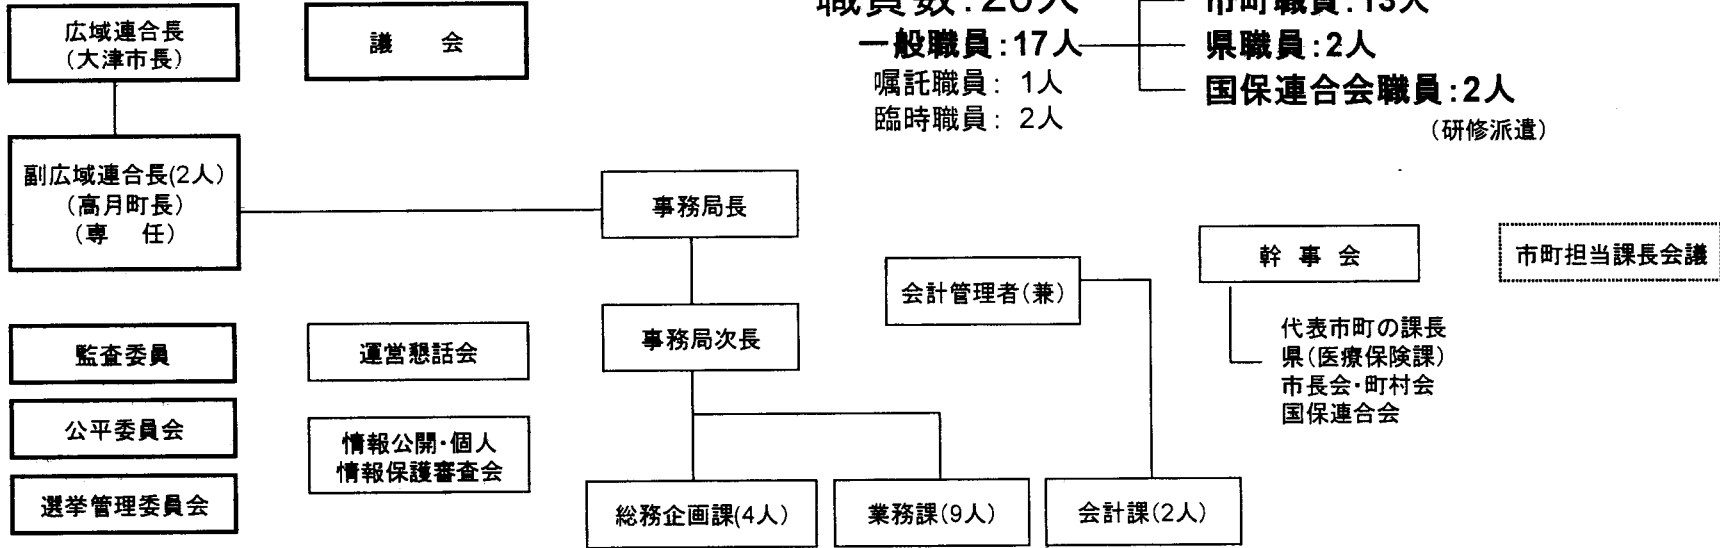 職員数:20人
市町職員:13人
一般職員:17人
県職員:2人
嘱託職員: 1人
国保連合会職員:2人
臨時職員: 2人
(研修派遣)
広域連合長
(大津市長)
議 会
副広域連合長(2人)
(高月町長)
(専 任)
事務局長
幹 事 会
市町担当課長会議
会計管理者(兼)
代表市町の課長
県(医療保険課)
市長会・町村会
国保連合会
事務局次長
監査委員
運営懇話会
公平委員会
情報公開・個人
情報保護審査会
選挙管理委員会
総務企画課(4人)
業務課(9人)
会計課(2人)